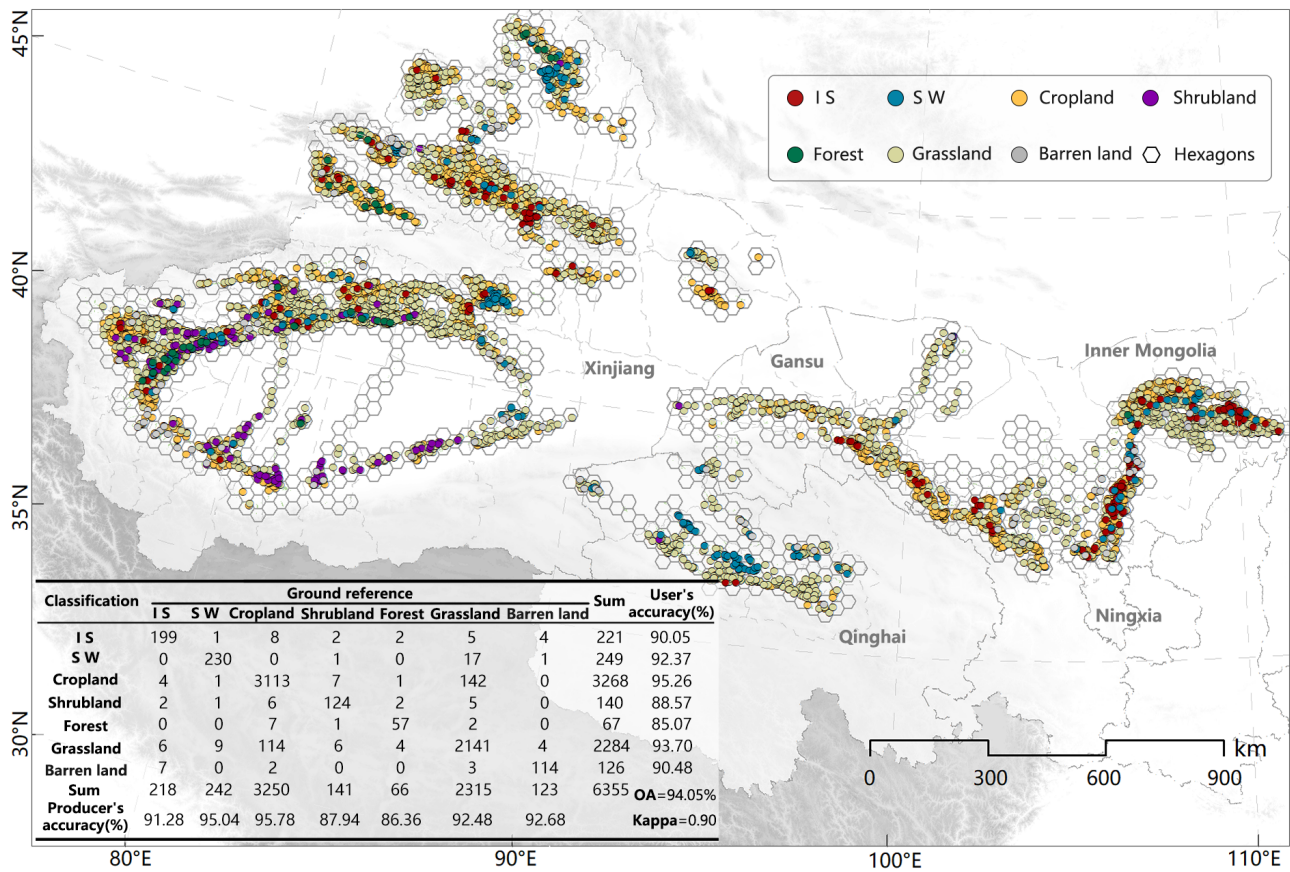 45°N
40°N
35°N
30°N
I S
S W
Cropland
Shrubland
Forest
Grassland
Barren land
Hexagons
Xinjiang
Gansu
Inner Mongolia
Qinghai
Ningxia
Classification Ground reference Sum User's accuracy(%)
I S S W Cropland Shrubland Forest Grassland Barren land
I S 199 1 8 2 2 5 4 221 90.05
S W 0 230 0 1 0 17 1 249 92.37
Cropland 4 1 3113 7 1 142 0 3268 95.26
Shrubland 2 1 6 124 2 5 0 140 88.57
Forest 0 0 7 1 57 2 0 67 85.07
Grassland 6 9 114 6 4 2141 4 2284 93.70
Barren land 7 0 2 0 0 3 114 126 90.48
Sum 218 242 3250 141 66 2315 123 6355 OA=94.05%
Producer's accuracy(%) 91.28 95.04 95.78 87.94 86.36 92.48 92.68 Kappa=0.90
km
0 300 600 900
80°E 90°E 100°E 110°E